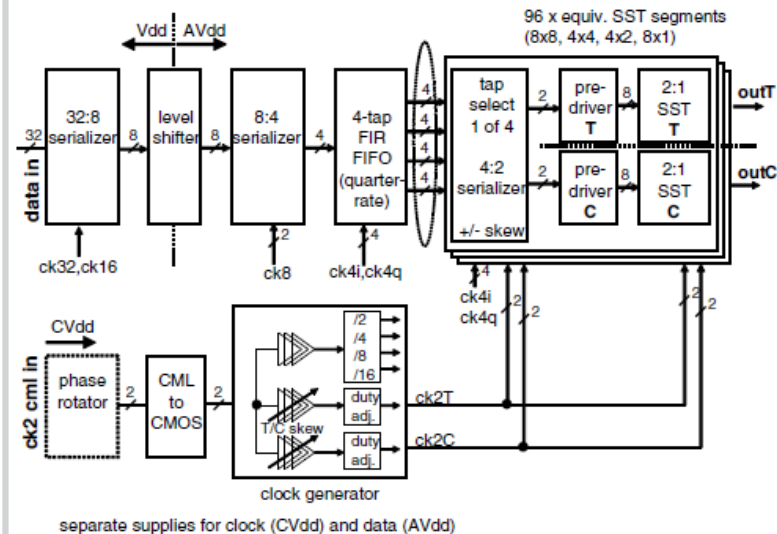 96 x equiv. SST segments
(8x8, 4x4, 4x2, 8x1)
Vdd AVdd
32
data in
32:8
serializer
8
level
shifter
8
8:4
serializer
4
4-tap
FIR
FIFO
(quarter-
rate)
4
4
4
4
tap
select
1 of 4
4:2
serializer
+/- skew
2
pre-
driver
T
8
2:1
SST
T
outT
2
pre-
driver
C
8
2:1
SST
C
outC
ck32,ck16
2
ck8
4
ck4i,ck4q
4
ck4i
ck4q
2
2
2
2
CVdd
ck2 cml in
phase
rotator
2
CML
to
CMOS
2
/2
/4
/8
/16
T/C skew
duty
adj.
ck2T
duty
adj.
ck2C
clock generator
separate supplies for clock (CVdd) and data (AVdd)